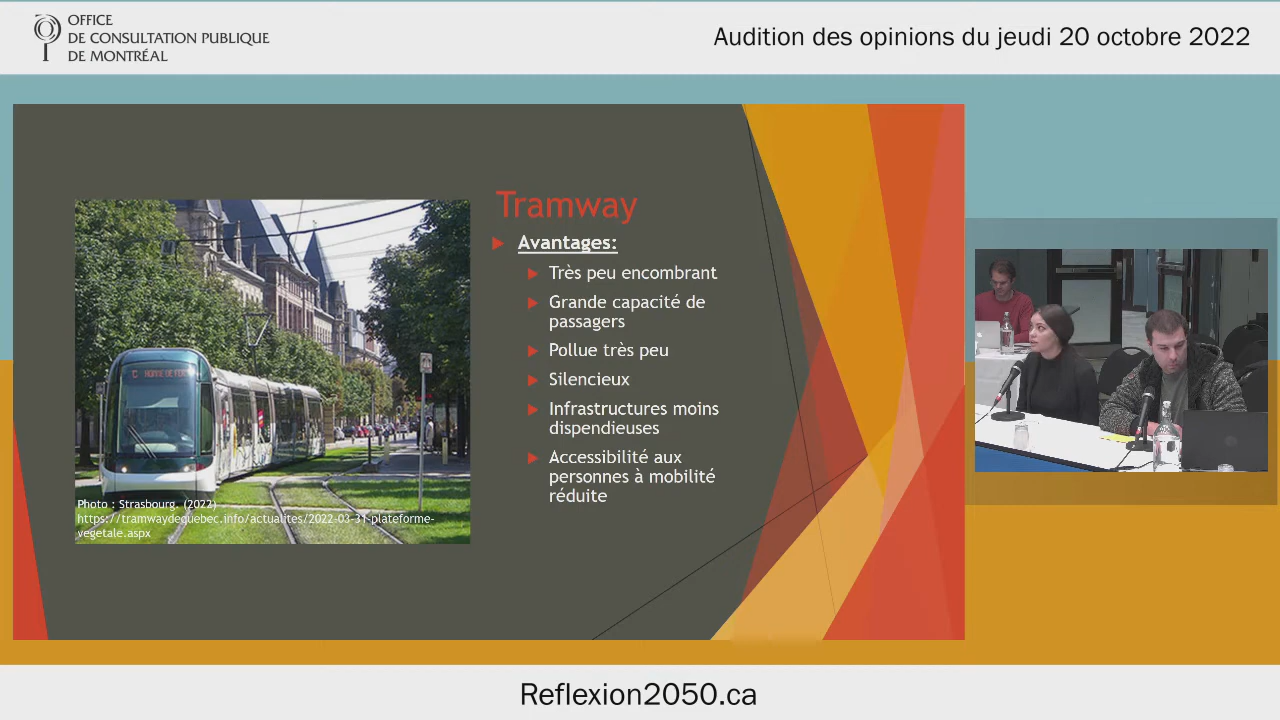 OFFICE
DE CONSULTATION PUBLIQUE
DE MONTRÉAL
Audition des opinions du jeudi 20 octobre 2022
Tramway
Avantages:
Très peu encombrant
Grande capacité de
passagers
Pollue très peu
Silencieux
Infrastructures moins
dispendieuses
Accessibilité aux
personnes à mobilité
réduite
Photo : Strasbourg. (2022)
https://tramwaydequebec.info/actualites/2022-03-31-plateforme-
vegetale.aspx
Reflexion2050.ca